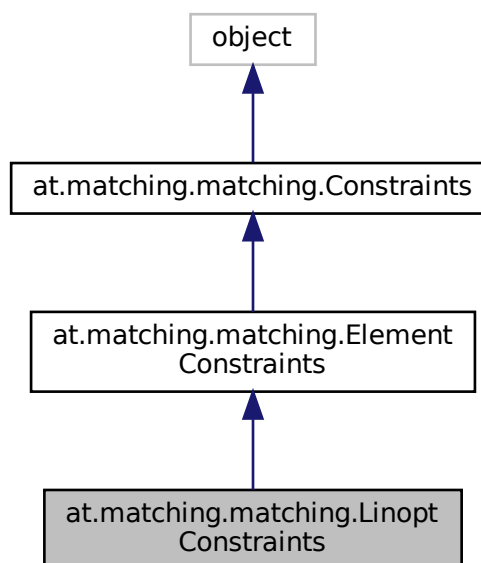 object
at.matching.matching.Constraints
at.matching.matching.Element
Constraints
at.matching.matching.Linopt
Constraints